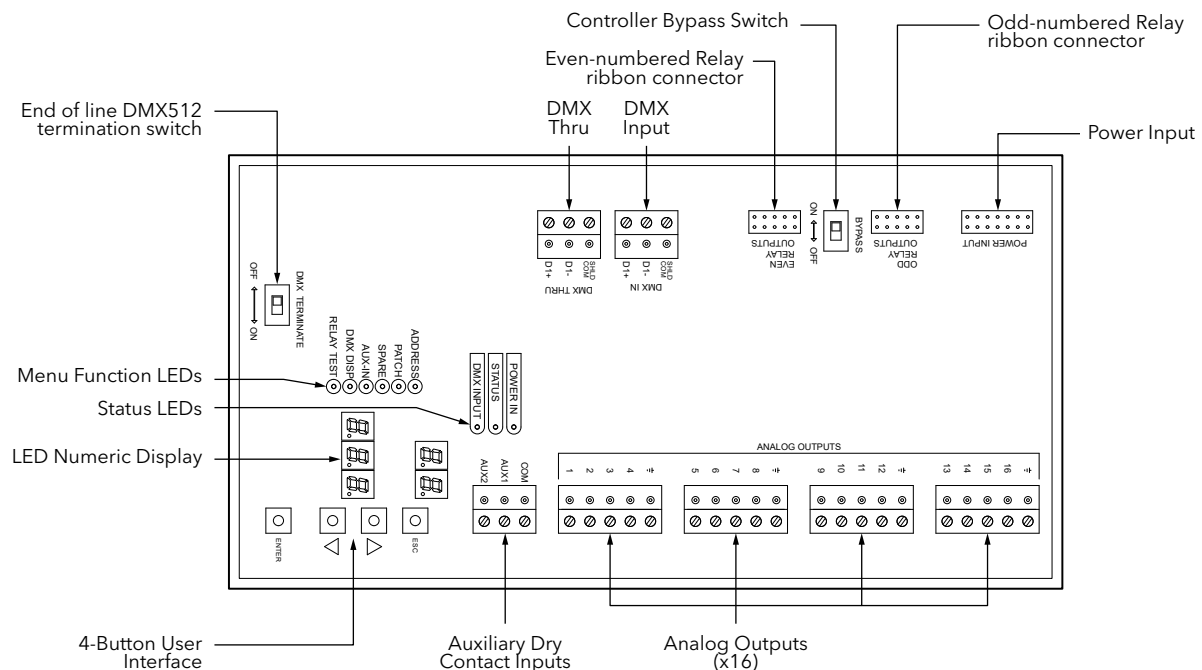 Controller Bypass Switch
Odd-numbered Relay
ribbon connector
Even-numbered Relay
ribbon connector
End of line DMX512
termination switch
DMX
Thru
DMX
Input
Power Input
ON
OFF
BYPASS
EVEN
RELAY
OUTPUTS
ODD
RELAY
OUTPUTS
POWER INPUT
D1+
D1-
SHLD
COM
DMX THRU
D1+
D1-
SHLD
COM
DMX IN
OFF
ON
DMX TERMINATE
RELAY TEST
DMX DISP
AUX-IN
SPARE
PATCH
ADDRESS
DMX INPUT
STATUS
POWER IN
Menu Function LEDs
Status LEDs
LED Numeric Display
ANALOG OUTPUTS
AUX2
AUX1
COM
1
2
3
4
5
6
7
8
9
10
11
12
13
14
15
16
ENTER
ESC
4-Button User
Interface
Auxiliary Dry
Contact Inputs
Analog Outputs
(x16)